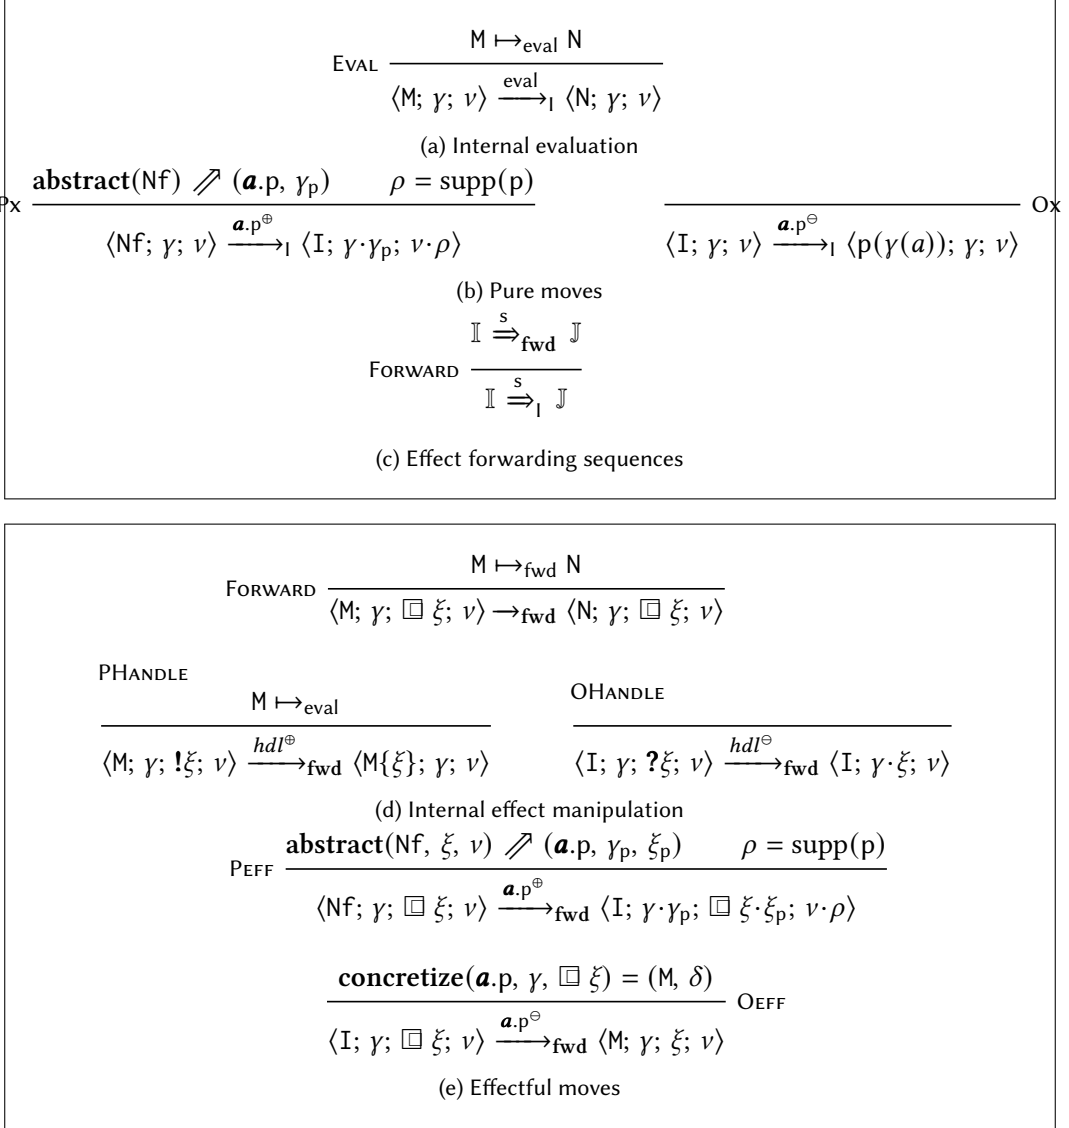 M ↦eval N
Eval
⟨M; γ; ν⟩ —eval→I ⟨N; γ; ν⟩
(a) Internal evaluation
abstract(Nf) ⇗ (a.p, γp) ρ = supp(p)
Px Ox
⟨Nf; γ; ν⟩ —a.p⊕→I ⟨I; γ·γp; ν·ρ⟩ ⟨I; γ; ν⟩ —a.p⊖→I ⟨p(γ(a)); γ; ν⟩
(b) Pure moves
𝕀 =s⇒fwd 𝕁
Forward
𝕀 =s⇒I 𝕁
(c) Effect forwarding sequences
M ↦fwd N
Forward
⟨M; γ; ⊡ ξ; ν⟩ →fwd ⟨N; γ; ⊡ ξ; ν⟩
PHandle
M ↦eval OHandle
⟨M; γ; !ξ; ν⟩ —hdl⊕→fwd ⟨M{ξ}; γ; ν⟩ ⟨I; γ; ?ξ; ν⟩ —hdl⊖→fwd ⟨I; γ·ξ; ν⟩
(d) Internal effect manipulation
abstract(Nf, ξ, ν) ⇗ (a.p, γp, ξp) ρ = supp(p)
Peff
⟨Nf; γ; ⊡ ξ; ν⟩ —a.p⊕→fwd ⟨I; γ·γp; ⊡ ξ·ξp; ν·ρ⟩
concretize(a.p, γ, ⊡ ξ) = (M, δ)
Oeff
⟨I; γ; ⊡ ξ; ν⟩ —a.p⊖→fwd ⟨M; γ; ξ; ν⟩
(e) Effectful moves